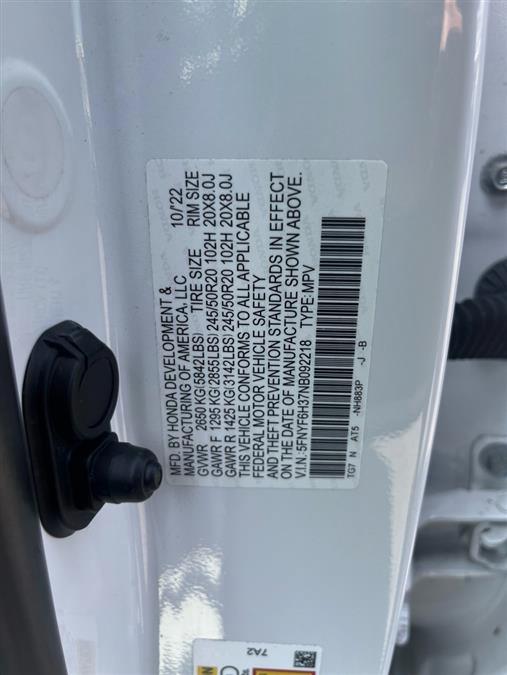 MFD. BY HONDA DEVELOPMENT & 10/22
MANUFACTURING OF AMERICA, LLC
GVWR 2650 KG(5842LBS) TIRE SIZE RIM SIZE
GAWR F 1295 KG(2855LBS) 245/50R20 102H 20X8.0J
GAWR R 1425 KG(3142LBS) 245/50R20 102H 20X8.0J
THIS VEHICLE CONFORMS TO ALL APPLICABLE
FEDERAL MOTOR VEHICLE SAFETY
AND THEFT PREVENTION STANDARDS IN EFFECT
ON THE DATE OF MANUFACTURE SHOWN ABOVE.
V.I.N.:5FNYF6H37NB092218 TYPE:MPV
TG7 N AT5 -NH883P -J -B
7A2